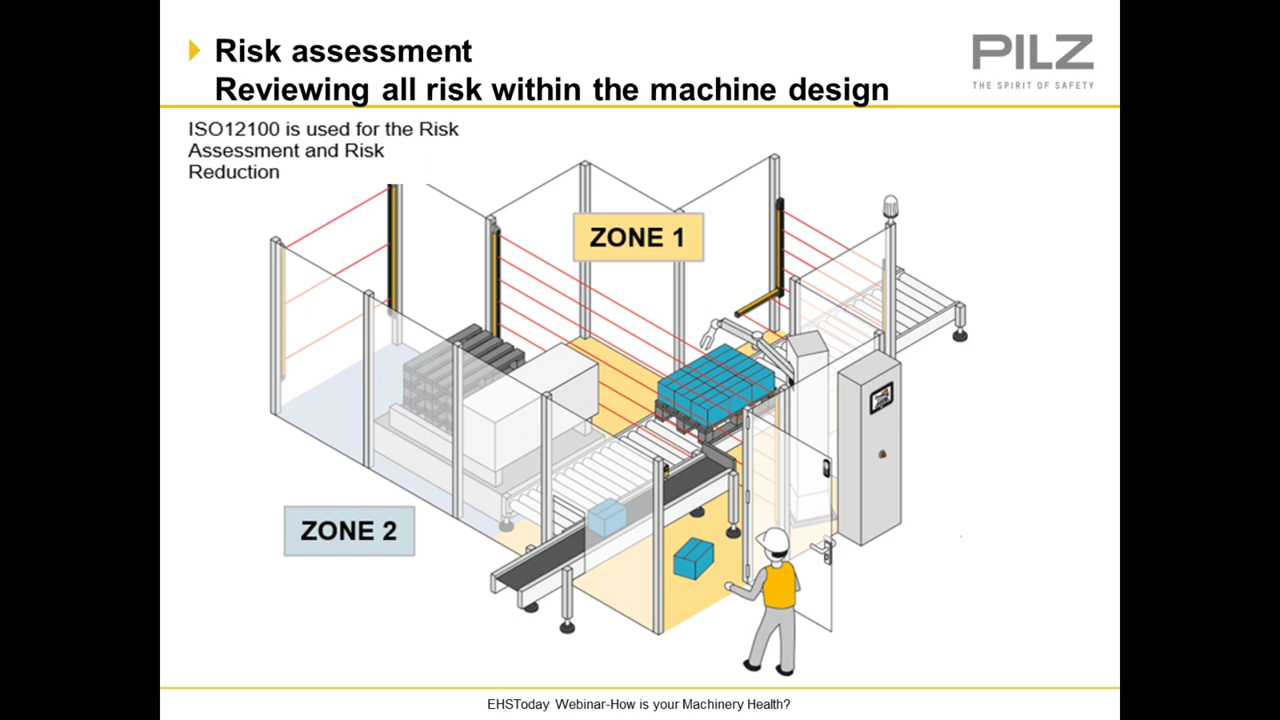 Risk assessment
Reviewing all risk within the machine design
PILZ
THE SPIRIT OF SAFETY
ISO12100 is used for the Risk
Assessment and Risk
Reduction
ZONE 1
ZONE 2
EHSToday Webinar-How is your Machinery Health?